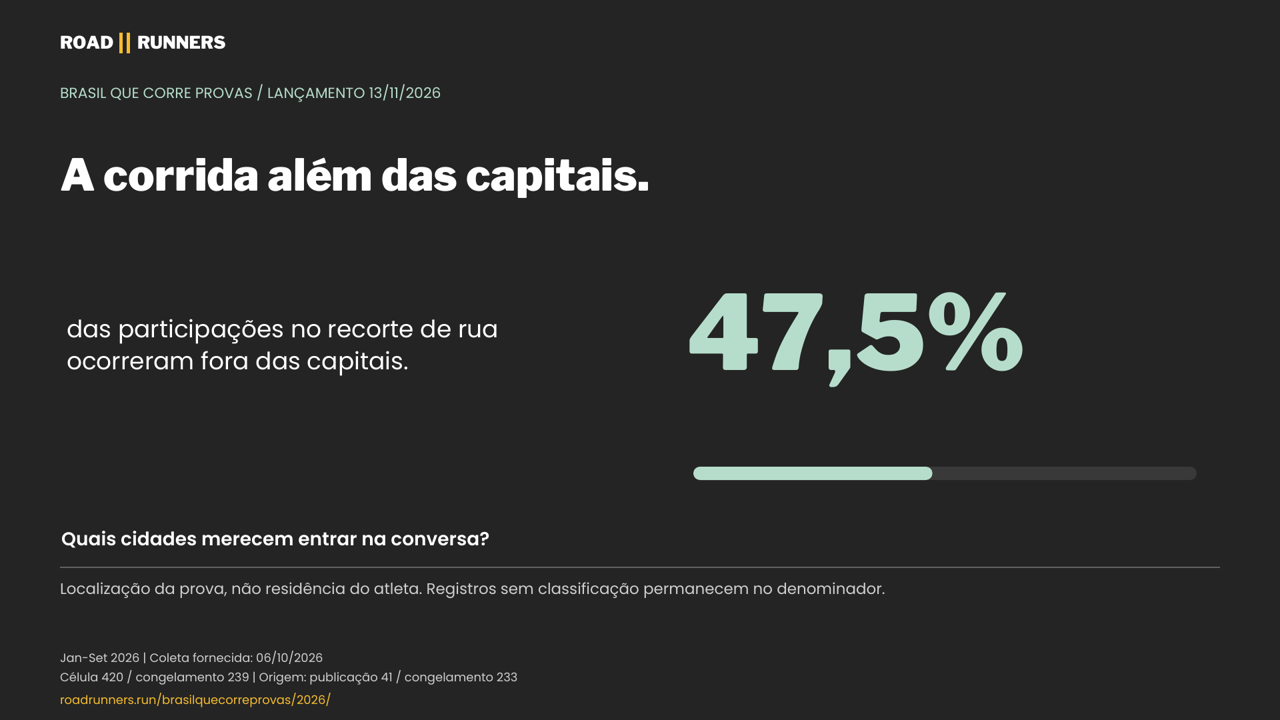 ROAD || RUNNERS
BRASIL QUE CORRE PROVAS / LANÇAMENTO 13/11/2026
A corrida além das capitais.
das participações no recorte de rua
ocorreram fora das capitais.
47,5%
Quais cidades merecem entrar na conversa?
Localização da prova, não residência do atleta. Registros sem classificação permanecem no denominador.
Jan-Set 2026 | Coleta fornecida: 06/10/2026
Célula 420 / congelamento 239 | Origem: publicação 41 / congelamento 233
roadrunners.run/brasilquecorreprovas/2026/